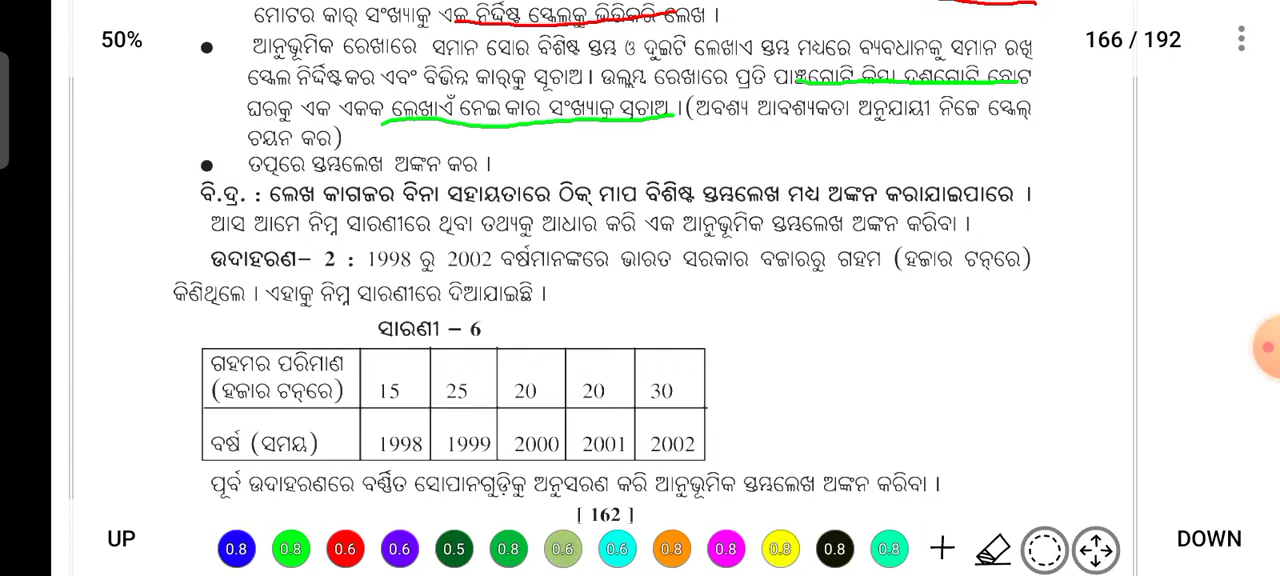 ମୋଟର କାର୍ ସଂଖ୍ୟାକୁ ଏକ ନିର୍ଦ୍ଦିଷ୍ଟ ସ୍କେଲକୁ ଭିତ୍ତିକରି ଲେଖ ।
50%
166 / 192
● ଆନୁଭୂମିକ ରେଖାରେ ସମାନ ସୋର ବିଶିଷ୍ଟ ସ୍ତମ୍ଭ ଓ ଦୁଇଟି ଲେଖାଏ ସ୍ତମ୍ଭ ମଧ୍ୟରେ ବ୍ୟବଧାନକୁ ସମାନ ରଖି
ସ୍କେଲ ନିର୍ଦ୍ଦିଷ୍ଟ କର ଏବଂ ବିଭିନ୍ନ କାର୍‌କୁ ସୂଚାଅ । ଉଲ୍ଲମ୍ବ ରେଖାରେ ପ୍ରତି ପାଞ୍ଚଗୋଟି କିମ୍ବା ଦଶଗୋଟି ଛୋଟ
ଘରକୁ ଏକ ଏକକ ଲେଖାଏଁ ନେଇ କାର ସଂଖ୍ୟାକୁ ସୂଚାଅ । (ଅବଶ୍ୟ ଆବଶ୍ୟକତା ଅନୁଯାୟୀ ନିଜେ ସ୍କେଲ୍
ଚୟନ କର)
● ତତ୍ପରେ ସ୍ତମ୍ଭଲେଖ ଅଙ୍କନ କର ।
ବି.ଦ୍ର. : ଲେଖ କାଗଜର ବିନା ସହାୟତାରେ ଠିକ୍ ମାପ ବିଶିଷ୍ଟ ସ୍ତମ୍ଭଲେଖ ମଧ୍ୟ ଅଙ୍କନ କରାଯାଇପାରେ ।
ଆସ ଆମେ ନିମ୍ନ ସାରଣୀରେ ଥିବା ତଥ୍ୟକୁ ଆଧାର କରି ଏକ ଆନୁଭୂମିକ ସ୍ତମ୍ଭଲେଖ ଅଙ୍କନ କରିବା ।
ଉଦାହରଣ– 2 : 1998 ରୁ 2002 ବର୍ଷମାନଙ୍କରେ ଭାରତ ସରକାର ବଜାରରୁ ଗହମ (ହଜାର ଟନ୍‌ରେ)
କିଣିଥିଲେ । ଏହାକୁ ନିମ୍ନ ସାରଣୀରେ ଦିଆଯାଇଛି ।
ସାରଣୀ – 6
ଗହମର ପରିମାଣ
(ହଜାର ଟନ୍‌ରେ) 15 25 20 20 30
ବର୍ଷ (ସମୟ) 1998 1999 2000 2001 2002
ପୂର୍ବ ଉଦାହରଣରେ ବର୍ଣ୍ଣିତ ସୋପାନଗୁଡ଼ିକୁ ଅନୁସରଣ କରି ଆନୁଭୂମିକ ସ୍ତମ୍ଭଲେଖ ଅଙ୍କନ କରିବା ।
[ 162 ]
UP 0.8 0.8 0.6 0.6 0.5 0.8 0.6 0.6 0.8 0.8 0.8 0.8 0.8 DOWN